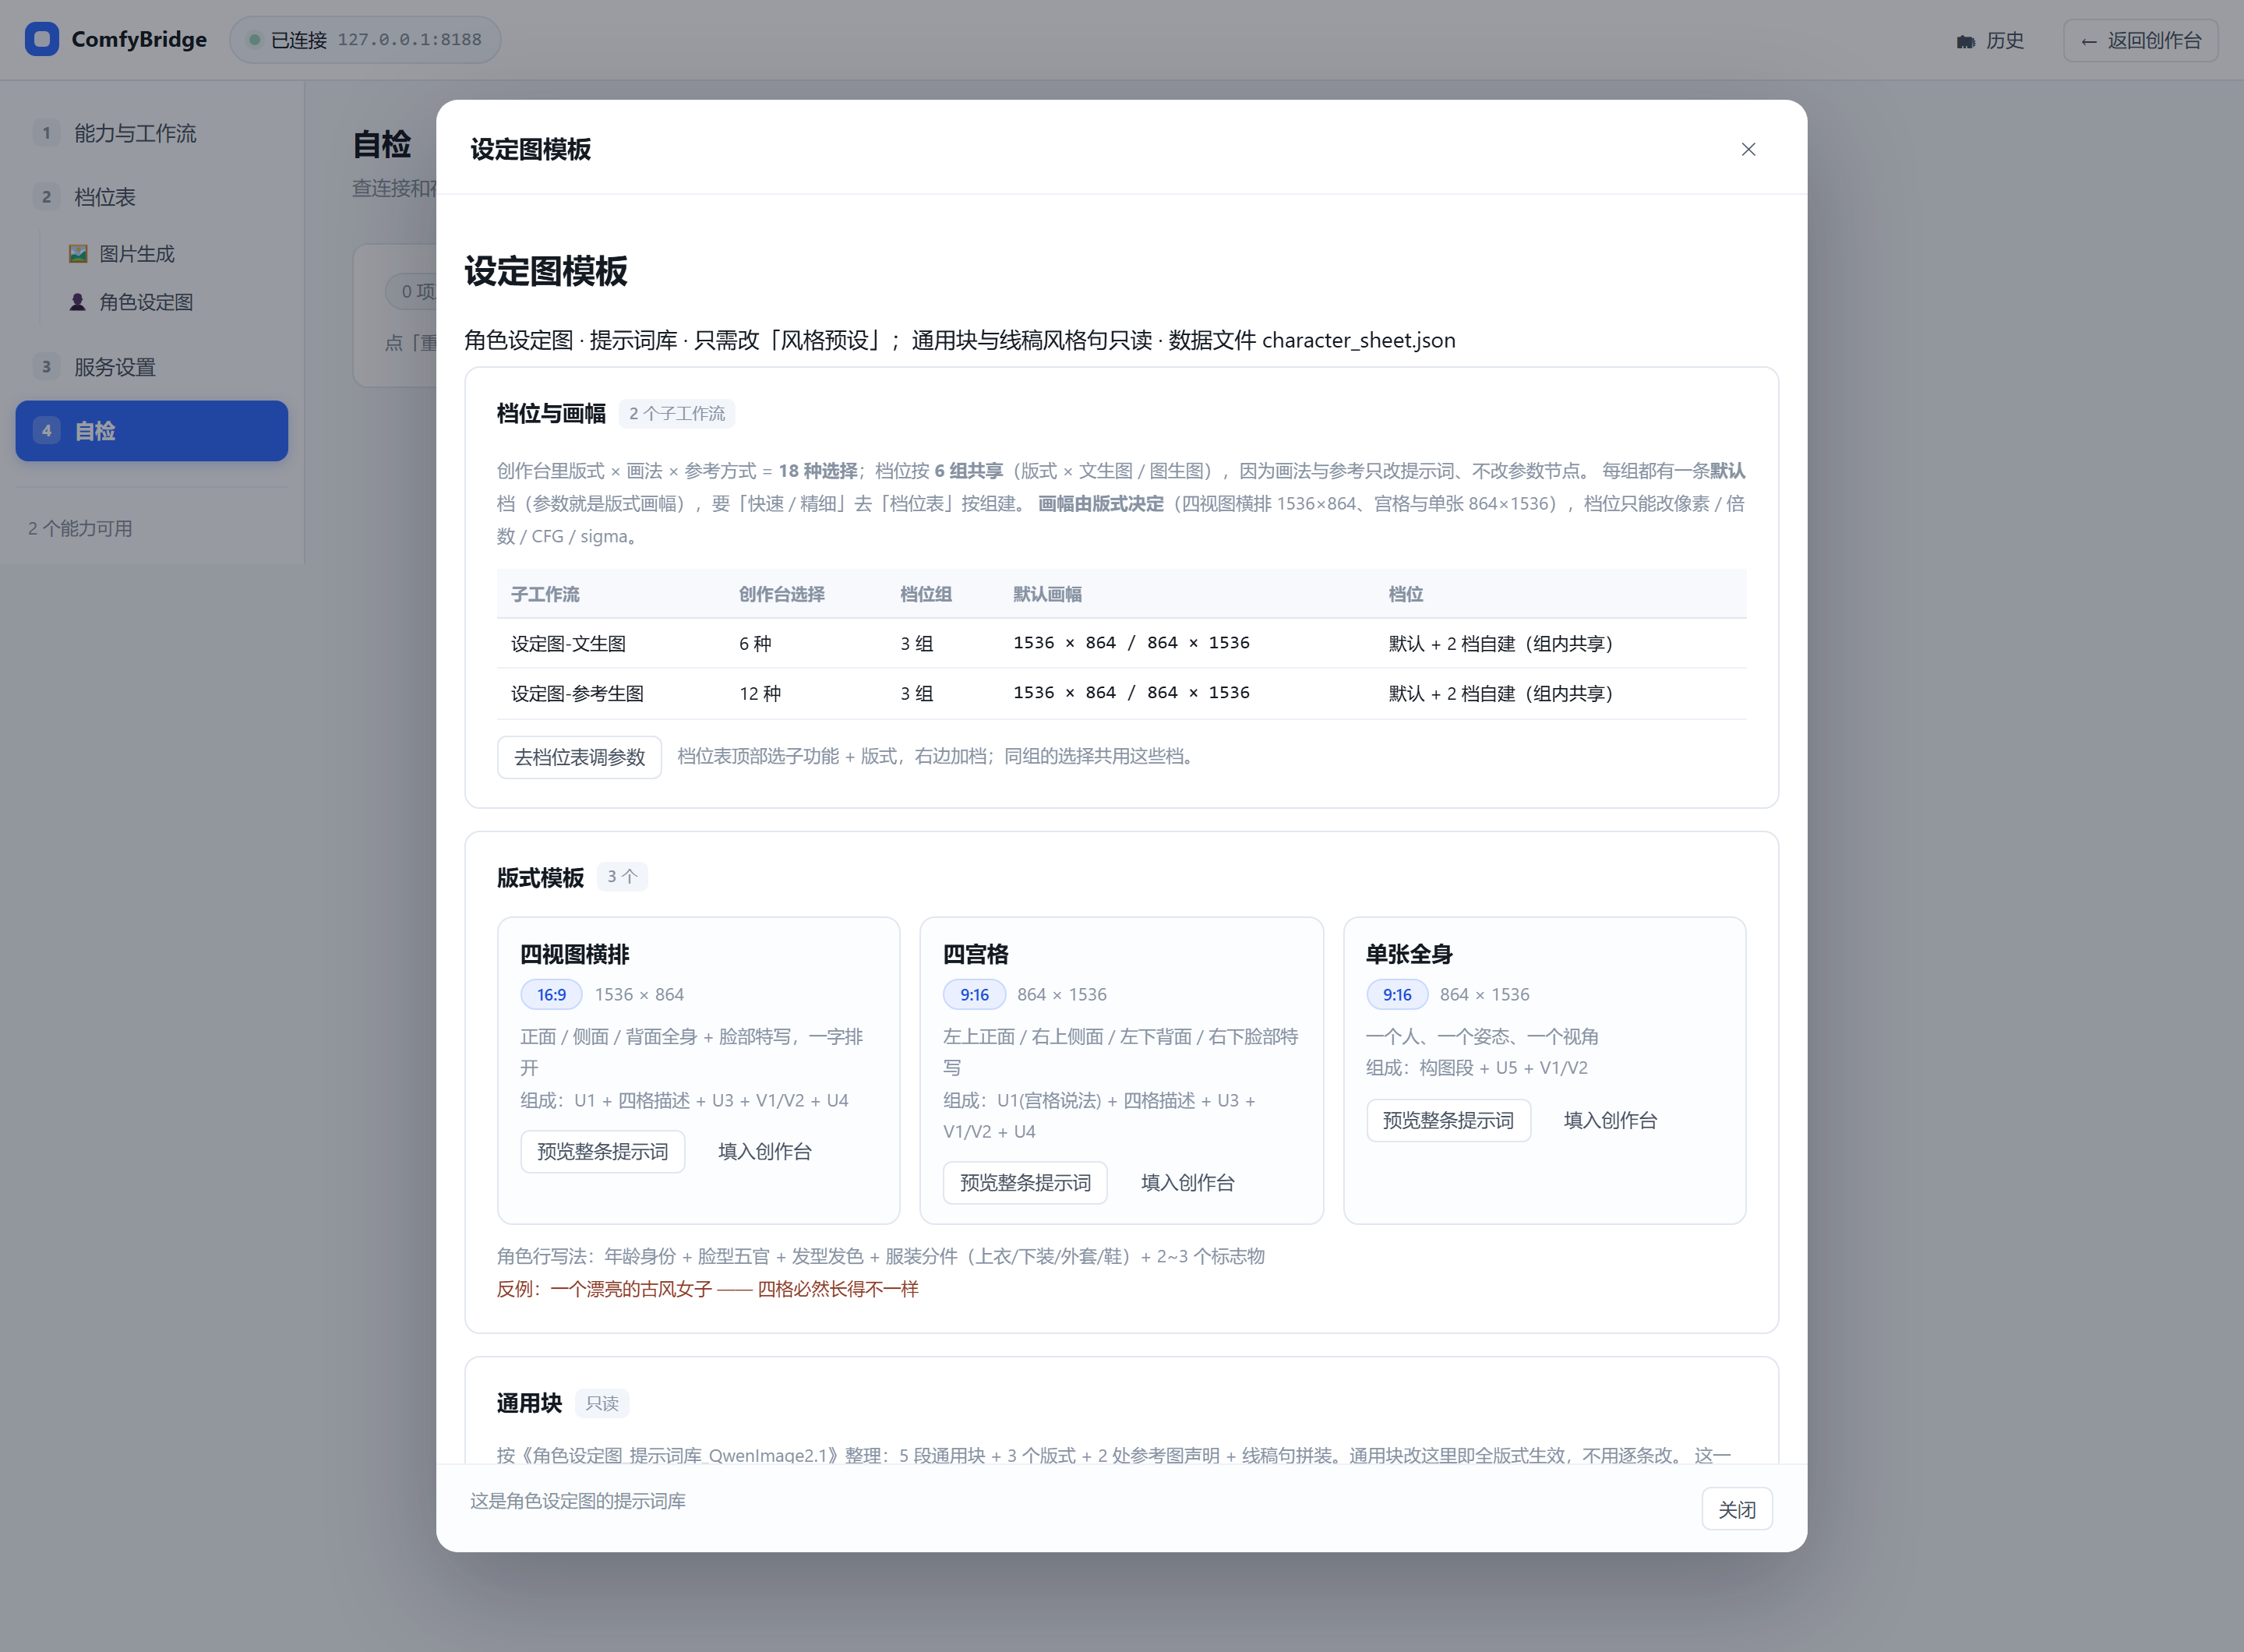 ComfyBridge
已连接 127.0.0.1:8188
历史
← 返回创作台
1 能力与工作流
2 档位表
图片生成
角色设定图
3 服务设置
4 自检
2 个能力可用
自检
查连接和
0 项
点「重
设定图模板
设定图模板
角色设定图 · 提示词库 · 只需改「风格预设」；通用块与线稿风格句只读 · 数据文件 character_sheet.json
档位与画幅 2 个子工作流
创作台里版式 × 画法 × 参考方式 = 18 种选择；档位按 6 组共享（版式 × 文生图 / 图生图），因为画法与参考只改提示词、不改参数节点。 每组都有一条默认
档（参数就是版式画幅），要「快速 / 精细」去「档位表」按组建。 画幅由版式决定（四视图横排 1536×864、宫格与单张 864×1536），档位只能改像素 / 倍
数 / CFG / sigma。
子工作流 创作台选择 档位组 默认画幅 档位
设定图-文生图 6 种 3 组 1536 × 864 / 864 × 1536 默认 + 2 档自建（组内共享）
设定图-参考生图 12 种 3 组 1536 × 864 / 864 × 1536 默认 + 2 档自建（组内共享）
去档位表调参数 档位表顶部选子功能 + 版式，右边加档；同组的选择共用这些档。
版式模板 3 个
四视图横排
16:9 1536 × 864
正面 / 侧面 / 背面全身 + 脸部特写，一字排
开
组成：U1 + 四格描述 + U3 + V1/V2 + U4
预览整条提示词 填入创作台
四宫格
9:16 864 × 1536
左上正面 / 右上侧面 / 左下背面 / 右下脸部特
写
组成：U1(宫格说法) + 四格描述 + U3 +
V1/V2 + U4
预览整条提示词 填入创作台
单张全身
9:16 864 × 1536
一个人、一个姿态、一个视角
组成：构图段 + U5 + V1/V2
预览整条提示词 填入创作台
角色行写法：年龄身份 + 脸型五官 + 发型发色 + 服装分件（上衣/下装/外套/鞋）+ 2~3 个标志物
反例：一个漂亮的古风女子 —— 四格必然长得不一样
通用块 只读
按《角色设定图_提示词库_QwenImage2.1》整理：5 段通用块 + 3 个版式 + 2 处参考图声明 + 线稿句拼装。通用块改这里即全版式生效，不用逐条改。 这一
这是角色设定图的提示词库
关闭